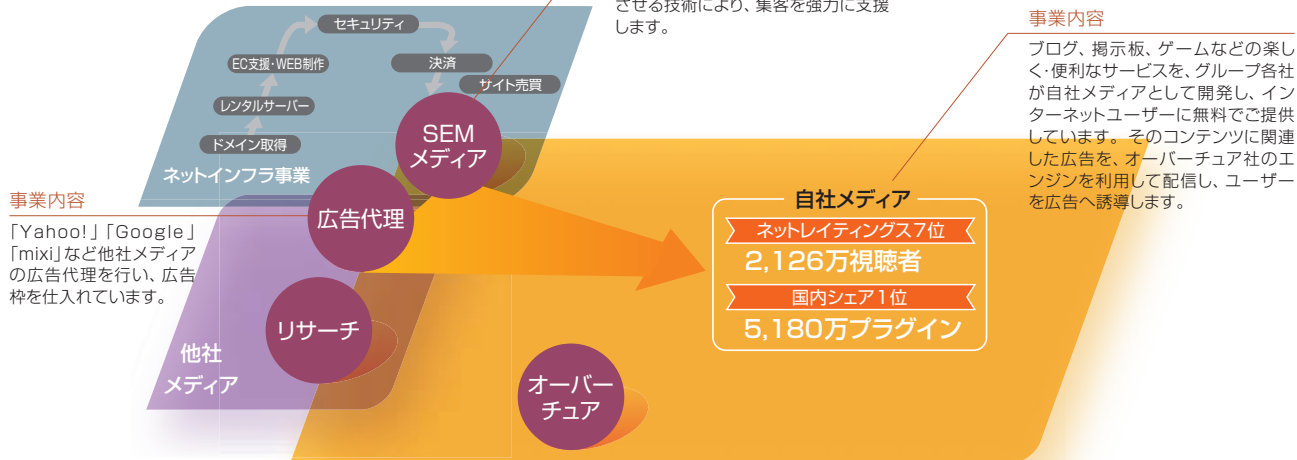 させる技術により、集客を強力に支援
します。
セキュリティ
EC支援・WEB制作
決済
サイト売買
レンタルサーバー
ドメイン取得
ネットインフラ事業
SEM
メディア
事業内容
「Yahoo!」「Google」
「mixi」など他社メディア
の広告代理を行い、広告
枠を仕入れています。
広告代理
リサーチ
他社
メディア
オーバー
チュア
自社メディア
ネットレイティングス7位
2,126万視聴者
国内シェア1位
5,180万プラグイン
事業内容
ブログ、掲示板、ゲームなどの楽し
く・便利なサービスを、グループ各社
が自社メディアとして開発し、イン
ターネットユーザーに無料でご提供
しています。そのコンテンツに関連
した広告を、オーバーチュア社のエ
ンジンを利用して配信し、ユーザー
を広告へ誘導します。